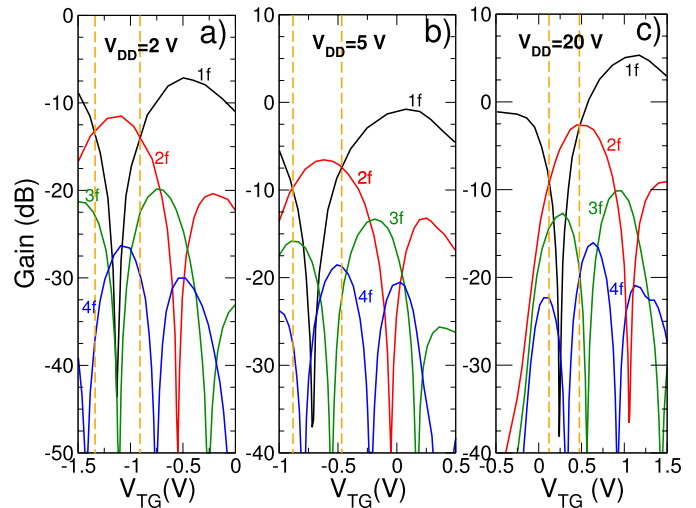 Gain (dB)
a)
V_DD=2 V
1f
2f
3f
4f
0
-10
-20
-30
-40
-50
-1.5
-1
-0.5
0
V_TG(V)
b)
V_DD=5 V
1f
2f
3f
4f
10
0
-10
-20
-30
-40
-1
-0.5
0
0.5
V_TG(V)
c)
V_DD=20 V
1f
2f
3f
4f
10
0
-10
-20
-30
-40
-0.5
0
0.5
1
1.5
V_TG(V)